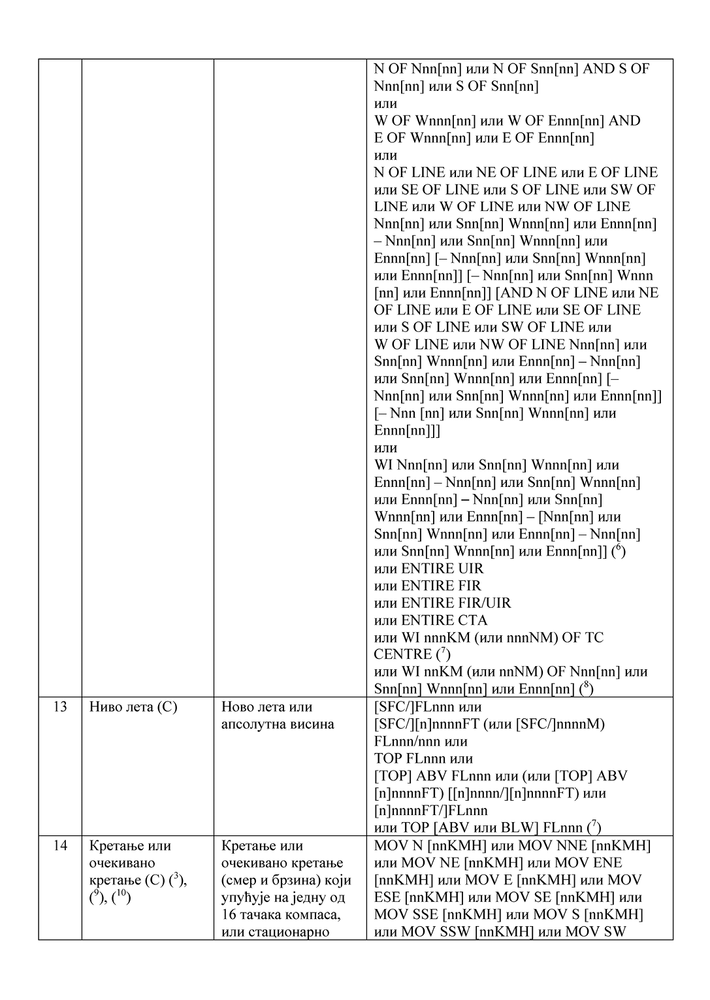 N OF Nnn[nn] или N OF Snn[nn] AND S OF
Nnn[nn] или S OF Snn[nn]
или
W OF Wnnn[nn] или W OF Ennn[nn] AND
E OF Wnnn[nn] или E OF Ennn[nn]
или
N OF LINE или NE OF LINE или E OF LINE
или SE OF LINE или S OF LINE или SW OF
LINE или W OF LINE или NW OF LINE
Nnn[nn] или Snn[nn] Wnnn[nn] или Ennn[nn]
– Nnn[nn] или Snn[nn] Wnnn[nn] или
Ennn[nn] [– Nnn[nn] или Snn[nn] Wnnn[nn]
или Ennn[nn]] [– Nnn[nn] или Snn[nn] Wnnn
[nn] или Ennn[nn]] [AND N OF LINE или NE
OF LINE или E OF LINE или SE OF LINE
или S OF LINE или SW OF LINE или
W OF LINE или NW OF LINE Nnn[nn] или
Snn[nn] Wnnn[nn] или Ennn[nn] – Nnn[nn]
или Snn[nn] Wnnn[nn] или Ennn[nn] [–
Nnn[nn] или Snn[nn] Wnnn[nn] или Ennn[nn]]
[– Nnn [nn] или Snn[nn] Wnnn[nn] или
Ennn[nn]]]
или
WI Nnn[nn] или Snn[nn] Wnnn[nn] или
Ennn[nn] – Nnn[nn] или Snn[nn] Wnnn[nn]
или Ennn[nn] – Nnn[nn] или Snn[nn]
Wnnn[nn] или Ennn[nn] – [Nnn[nn] или
Snn[nn] Wnnn[nn] или Ennn[nn] – Nnn[nn]
или Snn[nn] Wnnn[nn] или Ennn[nn]] (⁶)
или ENTIRE UIR
или ENTIRE FIR
или ENTIRE FIR/UIR
или ENTIRE CTA
или WI nnnKM (или nnnNM) OF TC
CENTRE (⁷)
или WI nnKM (или nnNM) OF Nnn[nn] или
Snn[nn] Wnnn[nn] или Ennn[nn] (⁸)
13
Ниво лета (C)
Ново лета или
апсолутна висина
[SFC/]FLnnn или
[SFC/][n]nnnnFT (или [SFC/]nnnnM)
FLnnn/nnn или
TOP FLnnn или
[TOP] ABV FLnnn или (или [TOP] ABV
[n]nnnnFT) [[n]nnnn/][n]nnnnFT) или
[n]nnnnFT/]FLnnn
или TOP [ABV или BLW] FLnnn (⁷)
14
Кретање или
очекивано
кретање (C) (³),
(⁹), (¹⁰)
Кретање или
очекивано кретање
(смер и брзина) који
упућује на једну од
16 тачака компаса,
или стационарно
MOV N [nnKMH] или MOV NNE [nnKMH]
или MOV NE [nnKMH] или MOV ENE
[nnKMH] или MOV E [nnKMH] или MOV
ESE [nnKMH] или MOV SE [nnKMH] или
MOV SSE [nnKMH] или MOV S [nnKMH]
или MOV SSW [nnKMH] или MOV SW